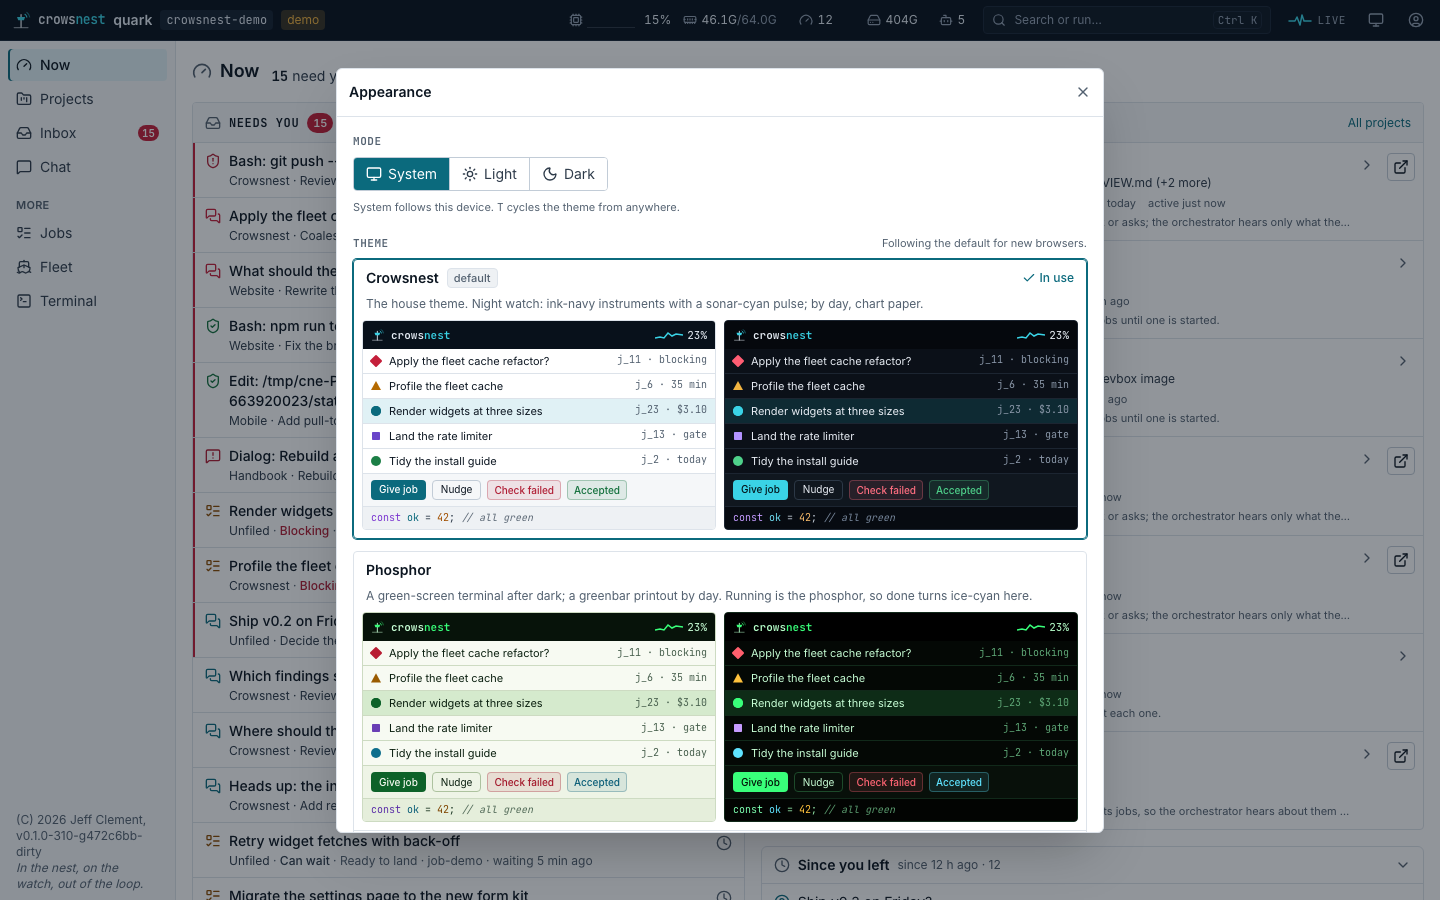 crowsnest quark crowsnest-demo demo 15% 46.1G/64.0G 12 404G 5 Search or run... Ctrl K LIVE
Now
Projects
Inbox 15
Chat
MORE
Jobs
Fleet
Terminal
(C) 2026 Jeff Clement,
v0.1.0-310-g472c6bb-
dirty
In the nest, on the
watch, out of the loop.
Now 15 need y
NEEDS YOU 15
Bash: git push -
Crowsnest · Review
Apply the fleet c
Crowsnest · Coales
What should the
Website · Rewrite t
Bash: npm run t
Website · Fix the br
Edit: /tmp/cne-
663920023/stat
Mobile · Add pull-to
Dialog: Rebuild a
Handbook · Rebuild
Render widgets
Unfiled · Blocking ·
Profile the fleet
Crowsnest · Blocki
Ship v0.2 on Fri
Unfiled · Decide the
Which findings s
Crowsnest · Review
Where should th
Crowsnest · Review
Heads up: the in
Crowsnest · Add re
Retry widget fetches with back-off
Unfiled · Can wait · Ready to land · job-demo · waiting 5 min ago
Migrate the settings page to the new form kit
Appearance
MODE
System Light Dark
System follows this device. T cycles the theme from anywhere.
THEME Following the default for new browsers.
Crowsnest default In use
The house theme. Night watch: ink-navy instruments with a sonar-cyan pulse; by day, chart paper.
crowsnest 23%
Apply the fleet cache refactor? j_11 · blocking
Profile the fleet cache j_6 · 35 min
Render widgets at three sizes j_23 · $3.10
Land the rate limiter j_13 · gate
Tidy the install guide j_2 · today
Give job Nudge Check failed Accepted
const ok = 42; // all green
crowsnest 23%
Apply the fleet cache refactor? j_11 · blocking
Profile the fleet cache j_6 · 35 min
Render widgets at three sizes j_23 · $3.10
Land the rate limiter j_13 · gate
Tidy the install guide j_2 · today
Give job Nudge Check failed Accepted
const ok = 42; // all green
Phosphor
A green-screen terminal after dark; a greenbar printout by day. Running is the phosphor, so done turns ice-cyan here.
crowsnest 23%
Apply the fleet cache refactor? j_11 · blocking
Profile the fleet cache j_6 · 35 min
Render widgets at three sizes j_23 · $3.10
Land the rate limiter j_13 · gate
Tidy the install guide j_2 · today
Give job Nudge Check failed Accepted
const ok = 42; // all green
crowsnest 23%
Apply the fleet cache refactor? j_11 · blocking
Profile the fleet cache j_6 · 35 min
Render widgets at three sizes j_23 · $3.10
Land the rate limiter j_13 · gate
Tidy the install guide j_2 · today
Give job Nudge Check failed Accepted
const ok = 42; // all green
All projects
VIEW.md (+2 more)
today active just now
or asks; the orchestrator hears only what the...
ago
bs until one is started.
evbox image
ago
bs until one is started.
now
or asks; the orchestrator hears only what the...
or asks; the orchestrator hears only what the...
now
t each one.
ts jobs, so the orchestrator hears about them ...
Since you left since 12 h ago · 12
Ship v0.2 on Friday?